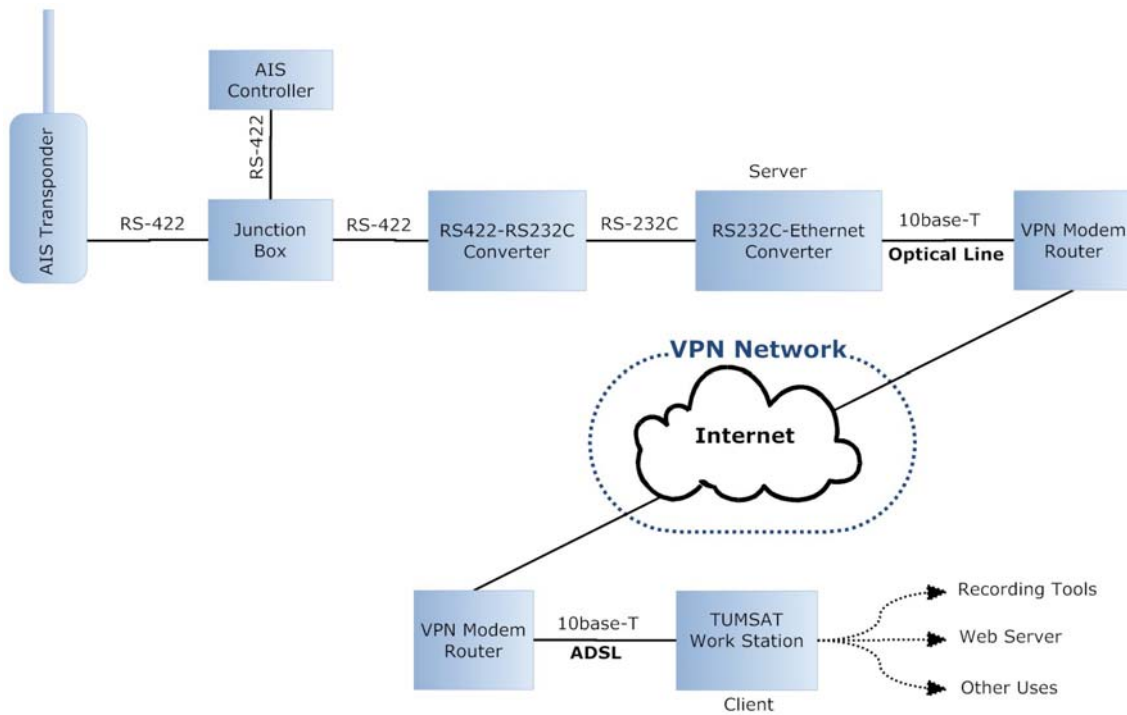 AIS
Controller
AIS Transponder
RS-422
RS-422
Junction
Box
RS-422
RS422-RS232C
Converter
RS-232C
Server
RS232C-Ethernet
Converter
10base-T
Optical Line
VPN Modem
Router
VPN Network
Internet
VPN Modem
Router
10base-T
ADSL
TUMSAT
Work Station
Client
Recording Tools
Web Server
Other Uses